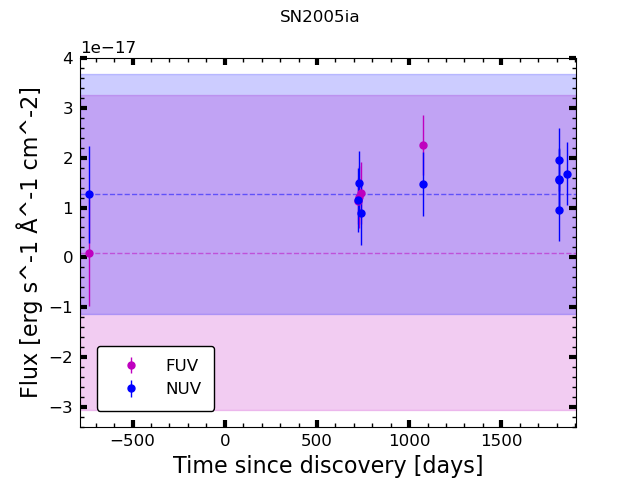 SN2005ia
1e−17
4
3
2
1
0
−1
−2
−3
Flux [erg s^-1 Å^-1 cm^-2]
FUV
NUV
−500
0
500
1000
1500
Time since discovery [days]